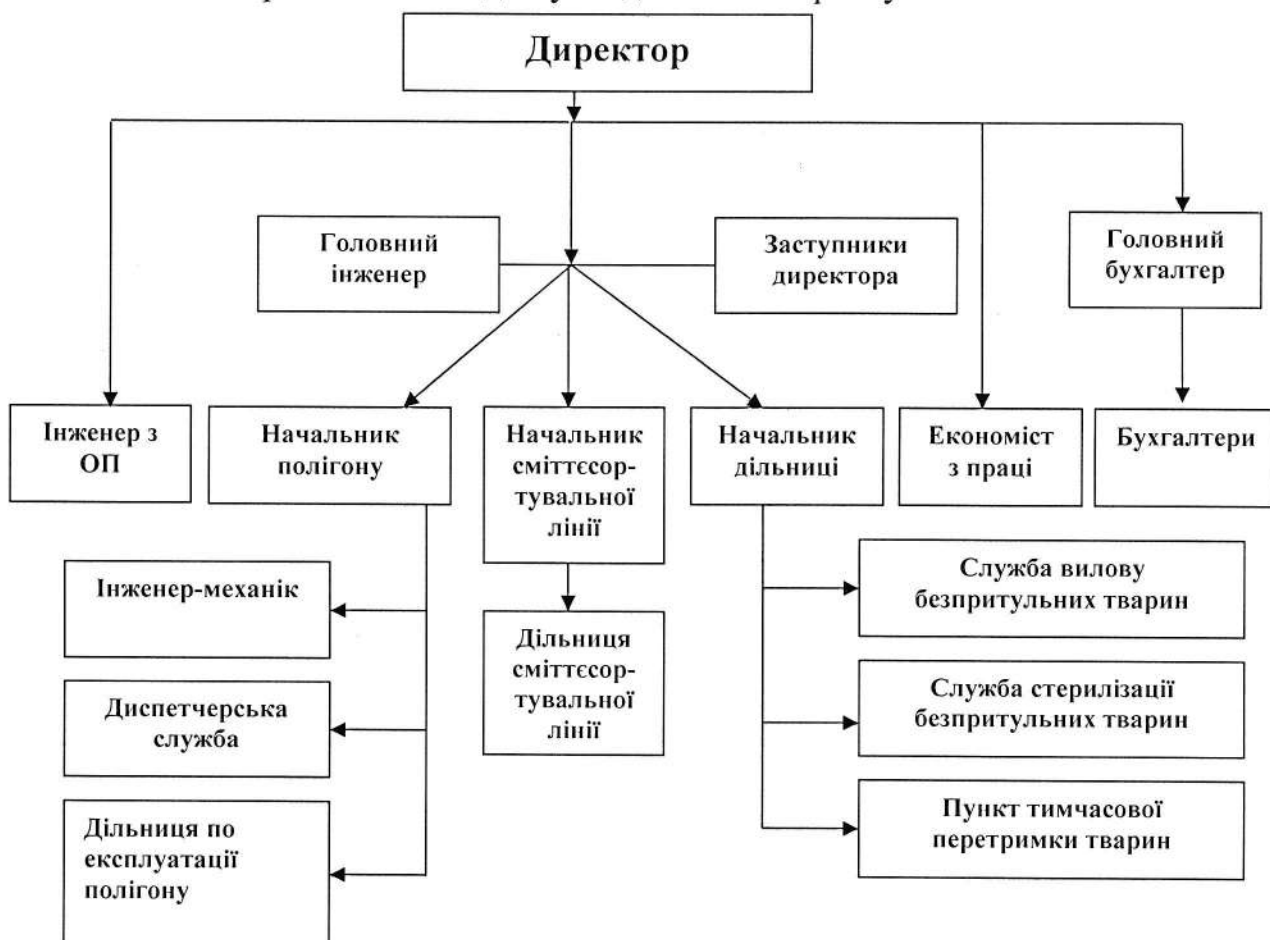 Директор
Головний
інженер
Заступники
директора
Головний
бухгалтер
Інженер з
ОП
Начальник
полігону
Начальник
сміттєсор-
тувальної
лінії
Начальник
дільниці
Економіст
з праці
Бухгалтери
Інженер-механік
Диспетчерська
служба
Дільниця по
експлуатації
полігону
Дільниця
сміттєсор-
тувальної
лінії
Служба вилову
безпритульних тварин
Служба стерилізації
безпритульних тварин
Пункт тимчасової
перетримки тварин